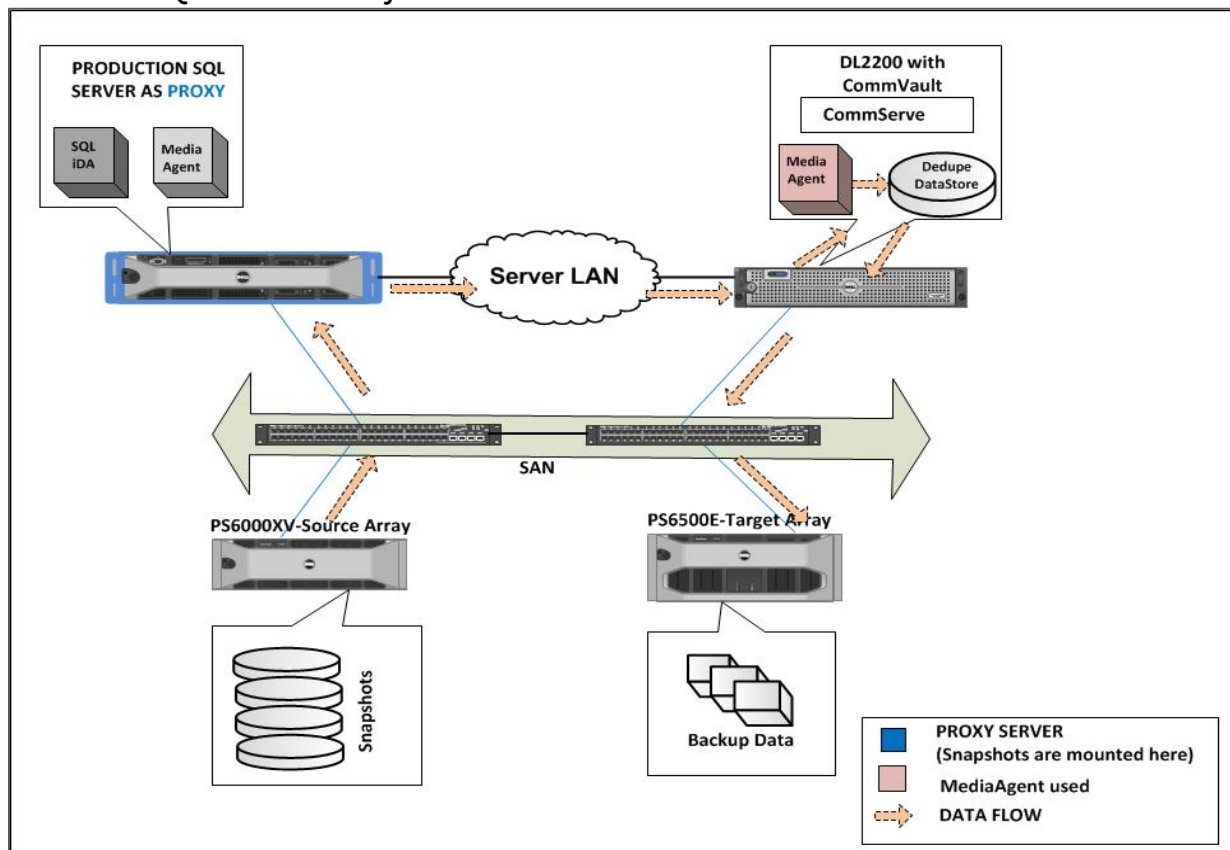 PRODUCTION SQL
SERVER AS PROXY
SQL
iDA
Media
Agent
DL2200 with
CommVault
CommServe
Media
Agent
Dedupe
DataStore
Server LAN
SAN
PS6000XV-Source Array
PS6500E-Target Array
Snapshots
Backup Data
PROXY SERVER
(Snapshots are mounted here)
MediaAgent used
DATA FLOW